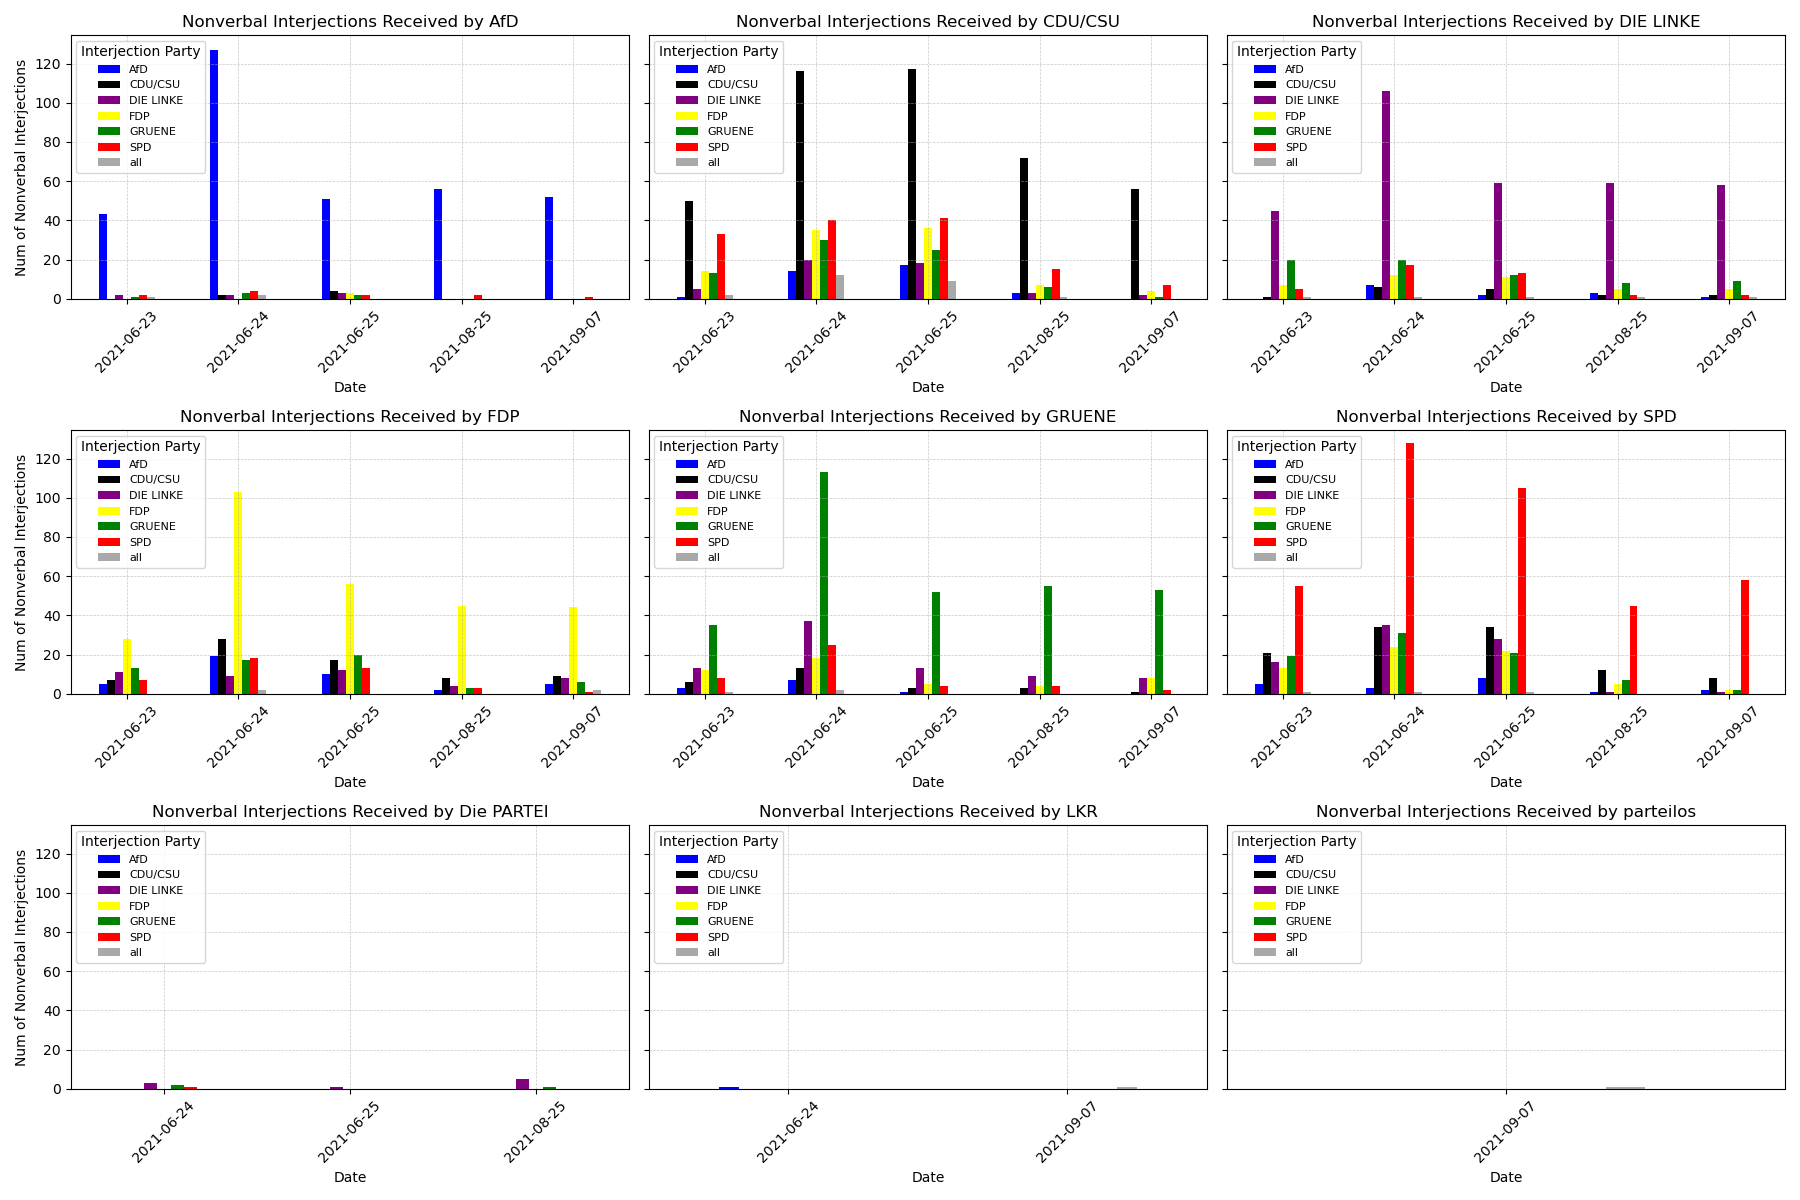 Nonverbal Interjections Received by AfD
Num of Nonverbal Interjections
120
100
80
60
40
20
0
Interjection Party
AfD
CDU/CSU
DIE LINKE
FDP
GRUENE
SPD
all
2021-06-23
2021-06-24
2021-06-25
2021-08-25
2021-09-07
Date
Nonverbal Interjections Received by CDU/CSU
Interjection Party
AfD
CDU/CSU
DIE LINKE
FDP
GRUENE
SPD
all
2021-06-23
2021-06-24
2021-06-25
2021-08-25
2021-09-07
Date
Nonverbal Interjections Received by DIE LINKE
Interjection Party
AfD
CDU/CSU
DIE LINKE
FDP
GRUENE
SPD
all
2021-06-23
2021-06-24
2021-06-25
2021-08-25
2021-09-07
Date
Nonverbal Interjections Received by FDP
Num of Nonverbal Interjections
120
100
80
60
40
20
0
Interjection Party
AfD
CDU/CSU
DIE LINKE
FDP
GRUENE
SPD
all
2021-06-23
2021-06-24
2021-06-25
2021-08-25
2021-09-07
Date
Nonverbal Interjections Received by GRUENE
Interjection Party
AfD
CDU/CSU
DIE LINKE
FDP
GRUENE
SPD
all
2021-06-23
2021-06-24
2021-06-25
2021-08-25
2021-09-07
Date
Nonverbal Interjections Received by SPD
Interjection Party
AfD
CDU/CSU
DIE LINKE
FDP
GRUENE
SPD
all
2021-06-23
2021-06-24
2021-06-25
2021-08-25
2021-09-07
Date
Nonverbal Interjections Received by Die PARTEI
Num of Nonverbal Interjections
120
100
80
60
40
20
0
Interjection Party
AfD
CDU/CSU
DIE LINKE
FDP
GRUENE
SPD
all
2021-06-24
2021-06-25
2021-08-25
Date
Nonverbal Interjections Received by LKR
Interjection Party
AfD
CDU/CSU
DIE LINKE
FDP
GRUENE
SPD
all
2021-06-24
2021-09-07
Date
Nonverbal Interjections Received by parteilos
Interjection Party
AfD
CDU/CSU
DIE LINKE
FDP
GRUENE
SPD
all
2021-09-07
Date